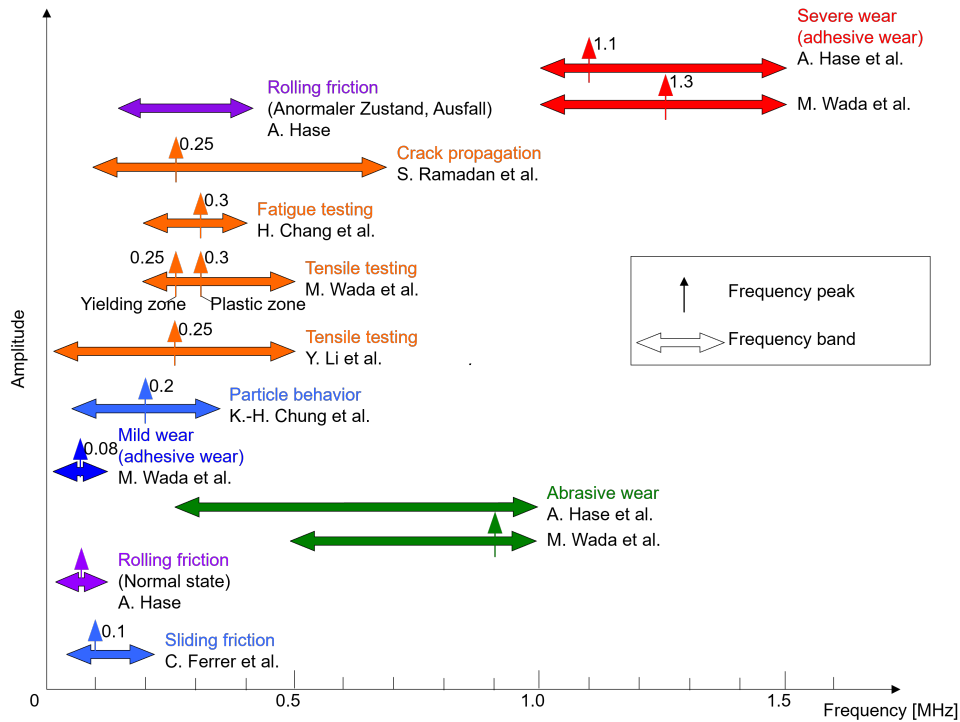 Severe wear
(adhesive wear)
A. Hase et al.
1.1
1.3
M. Wada et al.
Rolling friction
(Anormaler Zustand, Ausfall)
A. Hase
0.25
Crack propagation
S. Ramadan et al.
0.3
Fatigue testing
H. Chang et al.
0.25
0.3
Tensile testing
M. Wada et al.
Yielding zone
Plastic zone
0.25
Tensile testing
Y. Li et al.
.
Frequency peak
Frequency band
Amplitude
0.2
Particle behavior
K.-H. Chung et al.
0.08
Mild wear
(adhesive wear)
M. Wada et al.
Abrasive wear
A. Hase et al.
M. Wada et al.
Rolling friction
(Normal state)
A. Hase
0.1
Sliding friction
C. Ferrer et al.
0
0.5
1.0
1.5
Frequency [MHz]